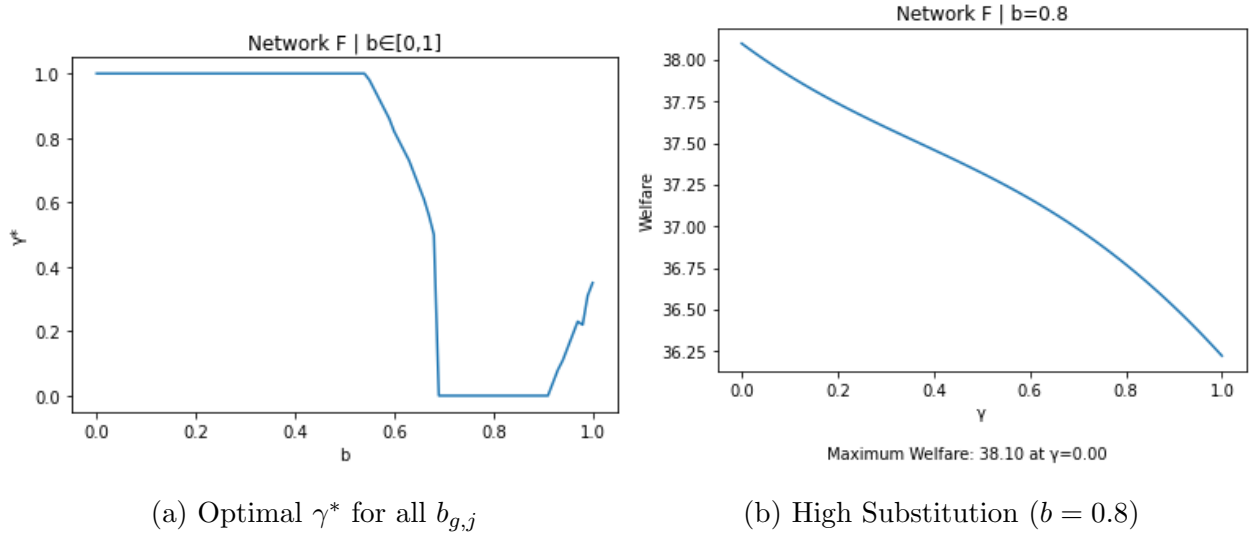 Network F | b∈[0,1]
γ*
1.0
0.8
0.6
0.4
0.2
0.0
0.0 0.2 0.4 0.6 0.8 1.0
b
(a) Optimal γ* for all b_{g,j}
Network F | b=0.8
Welfare
38.00
37.75
37.50
37.25
37.00
36.75
36.50
36.25
0.0 0.2 0.4 0.6 0.8 1.0
γ
Maximum Welfare: 38.10 at γ=0.00
(b) High Substitution (b = 0.8)